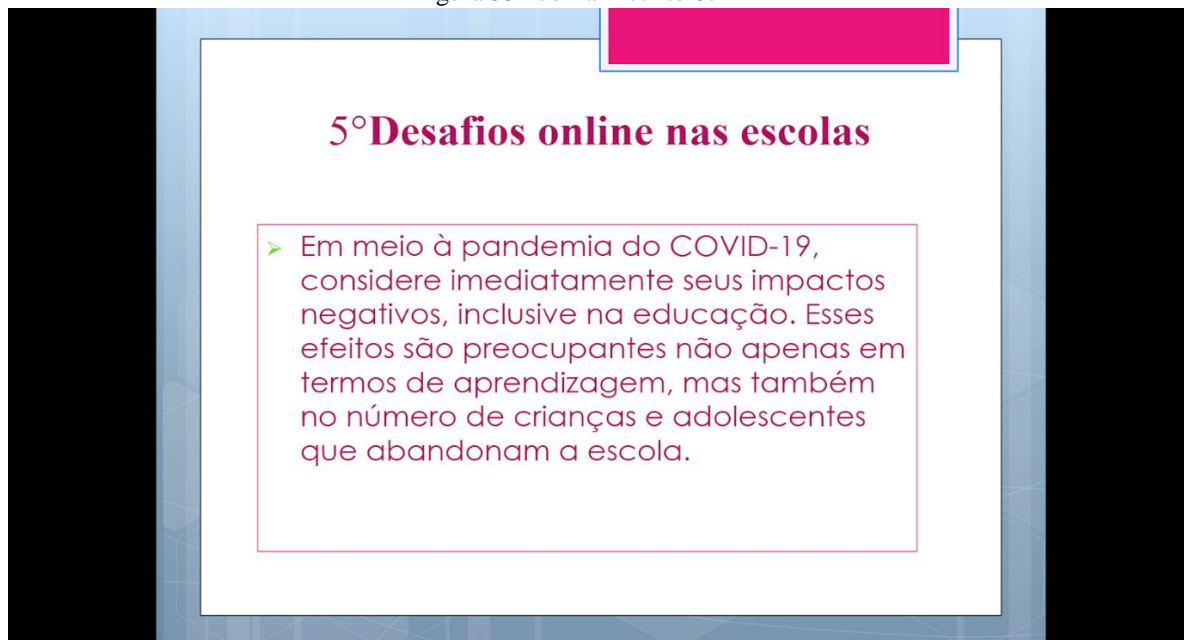 5°Desafios online nas escolas
Em meio à pandemia do COVID-19,
considere imediatamente seus impactos
negativos, inclusive na educação. Esses
efeitos são preocupantes não apenas em
termos de aprendizagem, mas também
no número de crianças e adolescentes
que abandonam a escola.